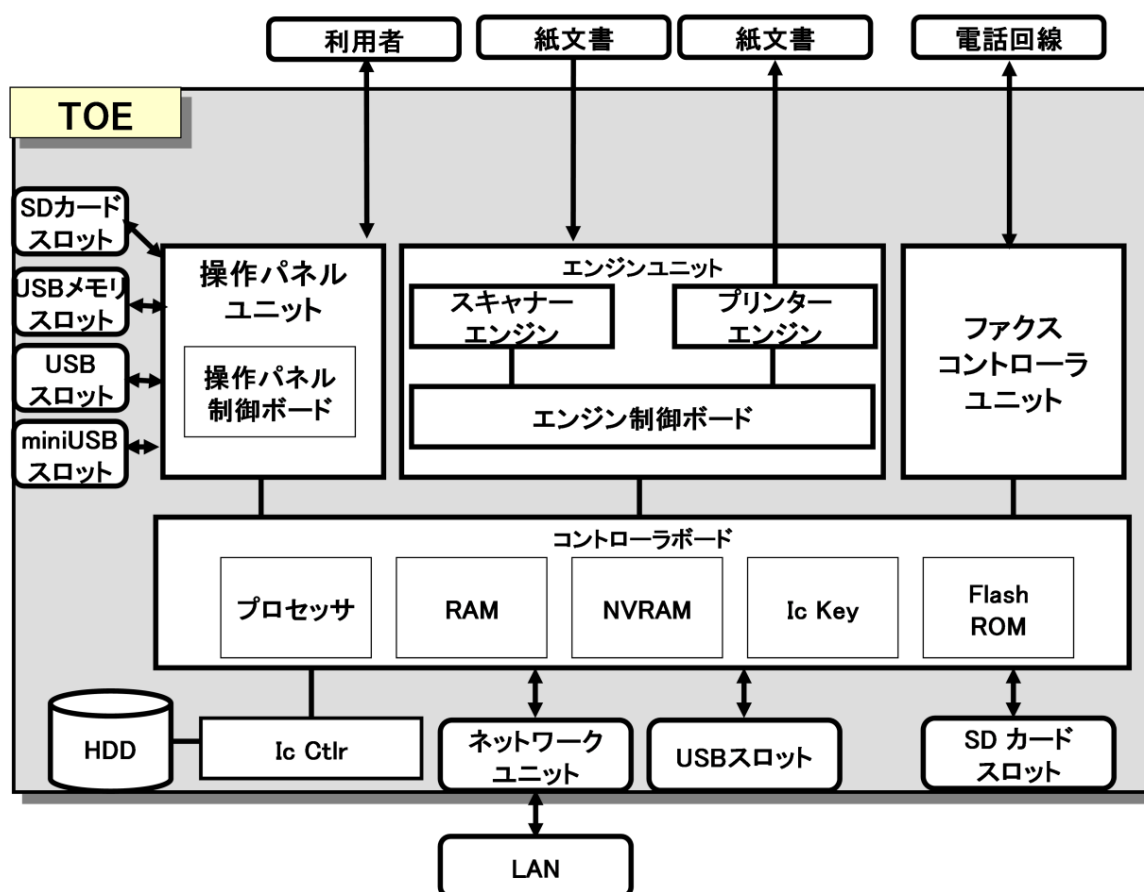 利用者
紙文書
紙文書
電話回線
TOE
SDカード
スロット
USBメモリ
スロット
USB
スロット
miniUSB
スロット
操作パネル
ユニット
操作パネル
制御ボード
エンジンユニット
スキャナー
エンジン
プリンター
エンジン
エンジン制御ボード
ファクス
コントローラ
ユニット
コントローラボード
プロセッサ
RAM
NVRAM
Ic Key
Flash
ROM
HDD
Ic Ctlr
ネットワーク
ユニット
USBスロット
SD カード
スロット
LAN